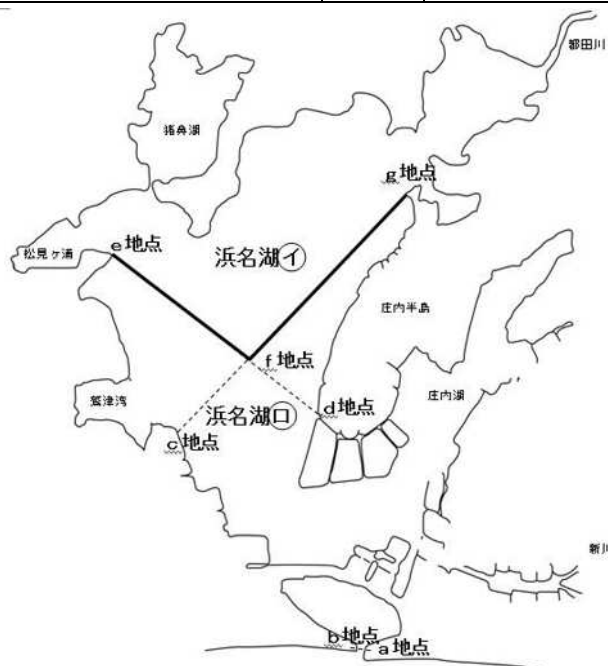 都田川
猪鼻湖
g地点
松見ヶ浦
e地点
浜名湖㋑
庄内半島
f地点
鷲津湾
浜名湖㋺
d地点
庄内湖
c地点
新川
b地点
a地点